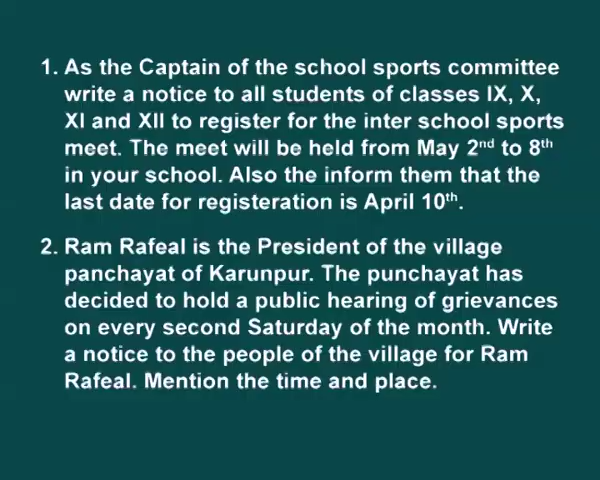 1. As the Captain of the school sports committee
write a notice to all students of classes IX, X,
XI and XII to register for the inter school sports
meet. The meet will be held from May 2nd to 8th
in your school. Also the inform them that the
last date for registeration is April 10th.
2. Ram Rafeal is the President of the village
panchayat of Karunpur. The punchayat has
decided to hold a public hearing of grievances
on every second Saturday of the month. Write
a notice to the people of the village for Ram
Rafeal. Mention the time and place.